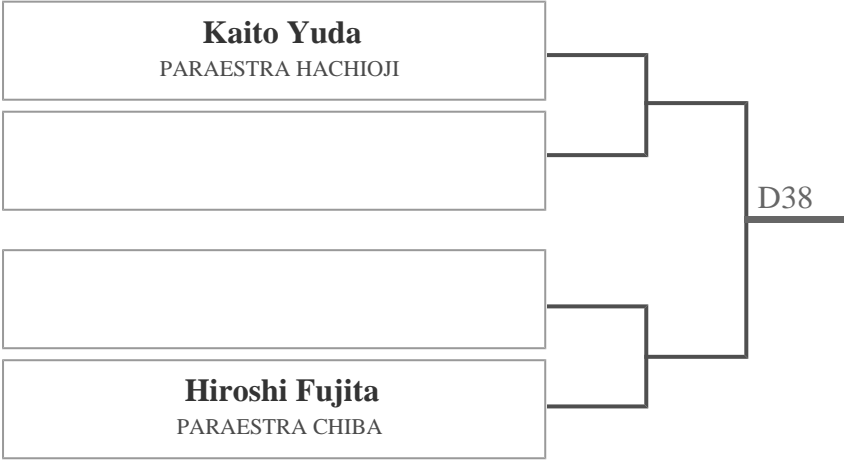 Kaito Yuda
PARAESTRA HACHIOJI
D38
Hiroshi Fujita
PARAESTRA CHIBA